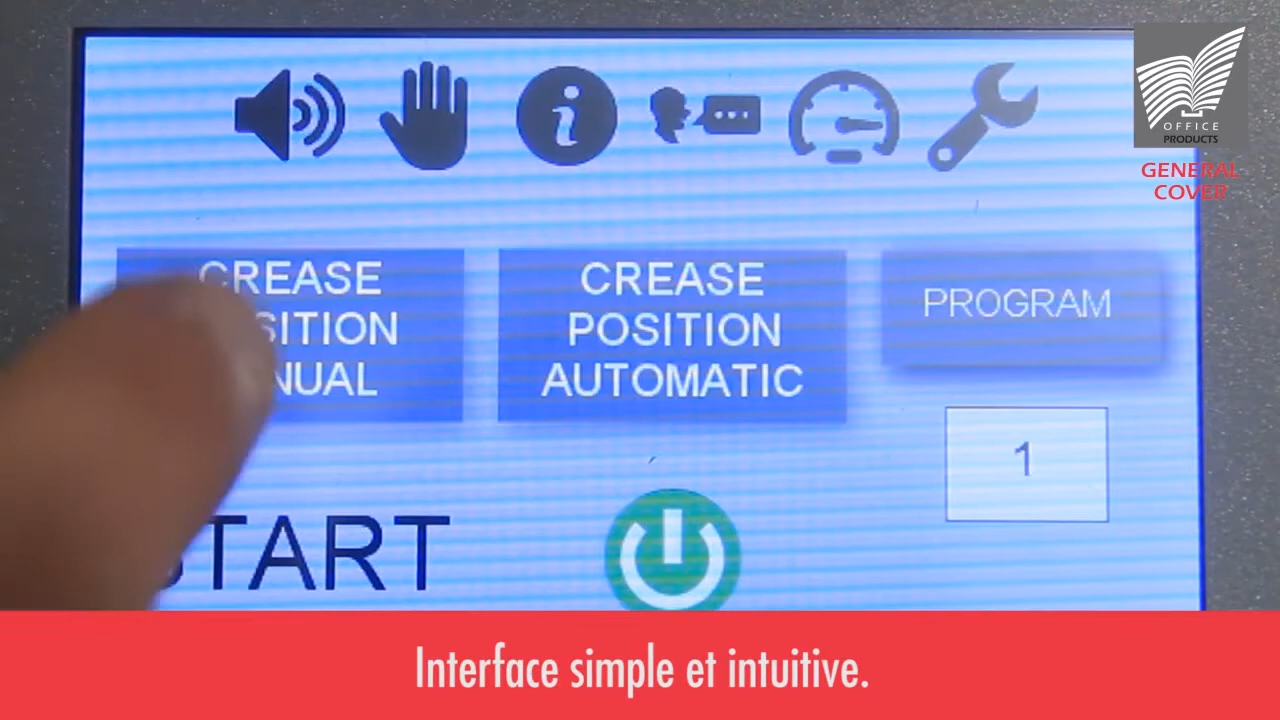 OFFICE
PRODUCTS
GENERAL
COVER
CREASE
SITION
NUAL
CREASE
POSITION
AUTOMATIC
PROGRAM
1
TART
Interface simple et intuitive.